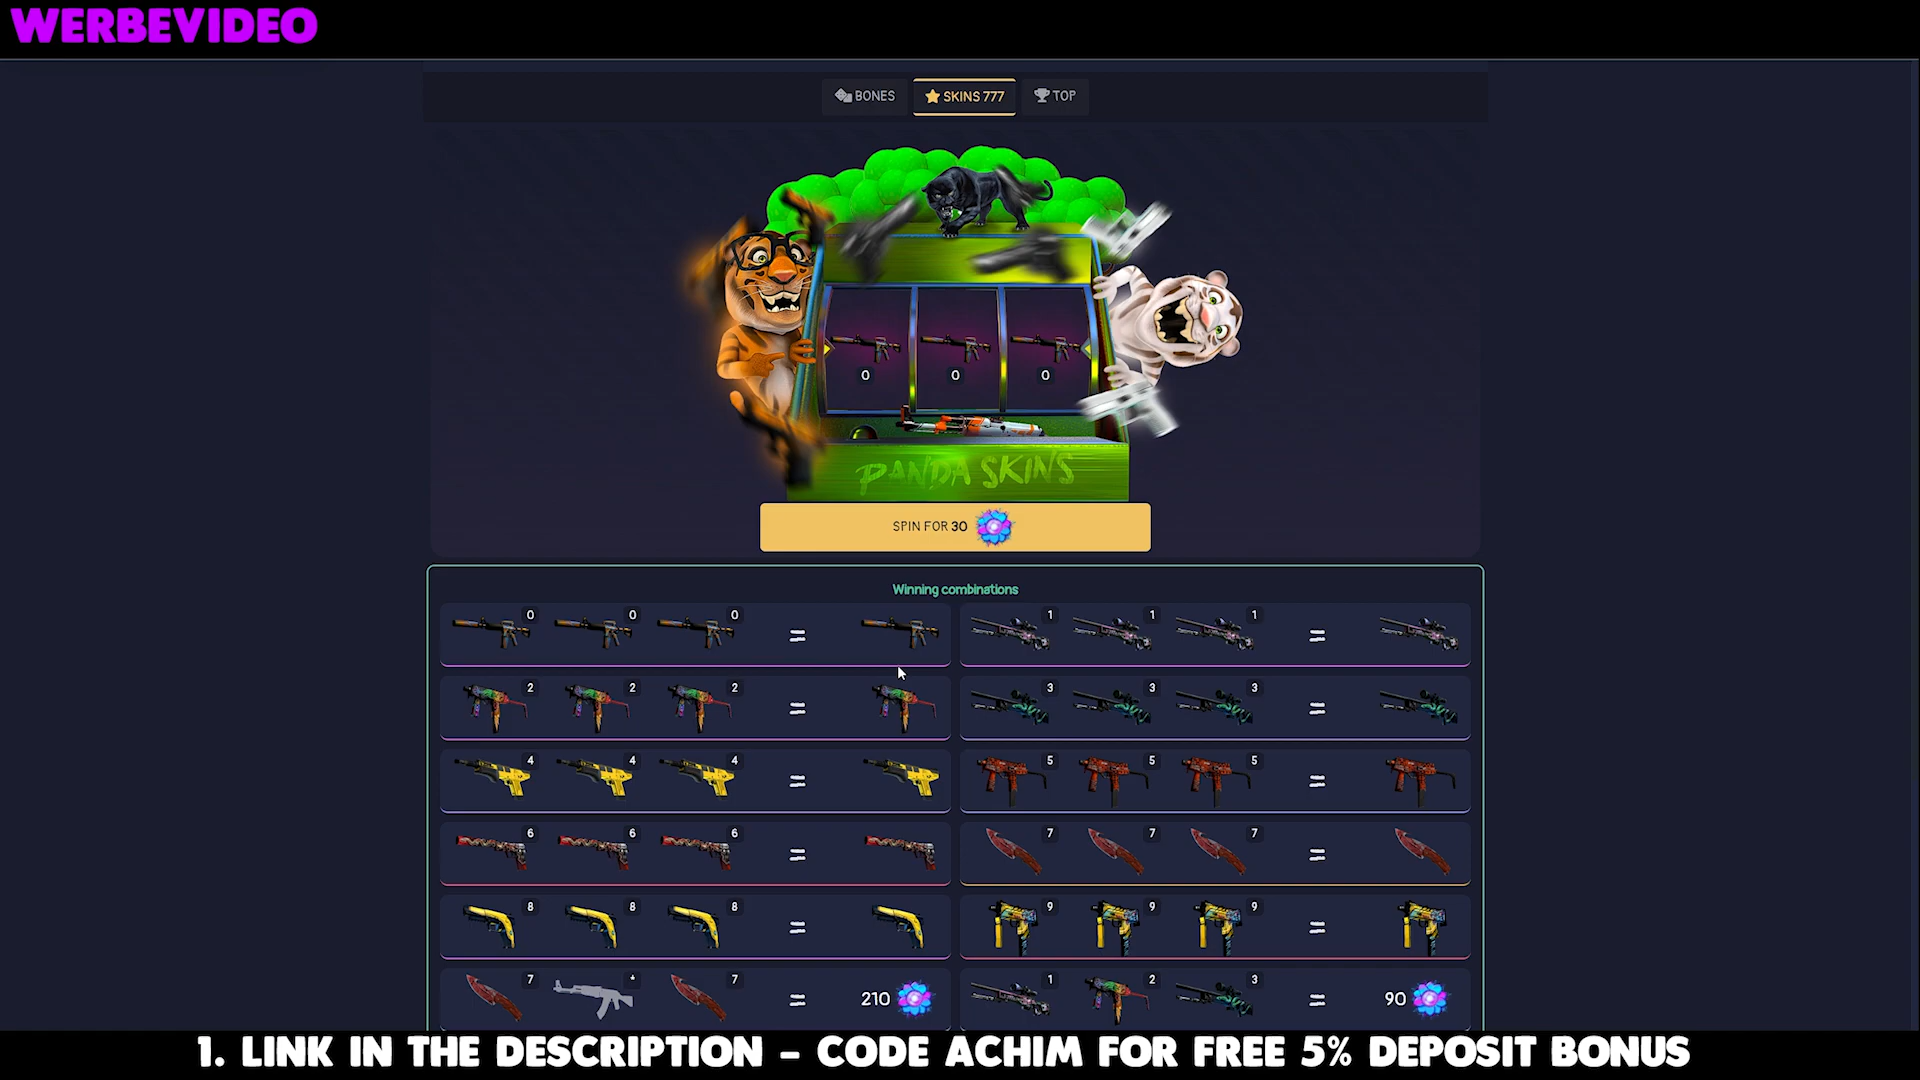 WERBEVIDEO
BONES SKINS 777 TOP
0 0 0
PANDA SKINS
SPIN FOR 30
Winning combinations
0 0 0 = 1 1 1 =
2 2 2 = 3 3 3 =
4 4 4 = 5 5 5 =
6 6 6 = 7 7 7 =
8 8 8 = 9 9 9 =
7 * 7 = 210 1 2 3 = 90
1. LINK IN THE DESCRIPTION – CODE ACHIM FOR FREE 5% DEPOSIT BONUS